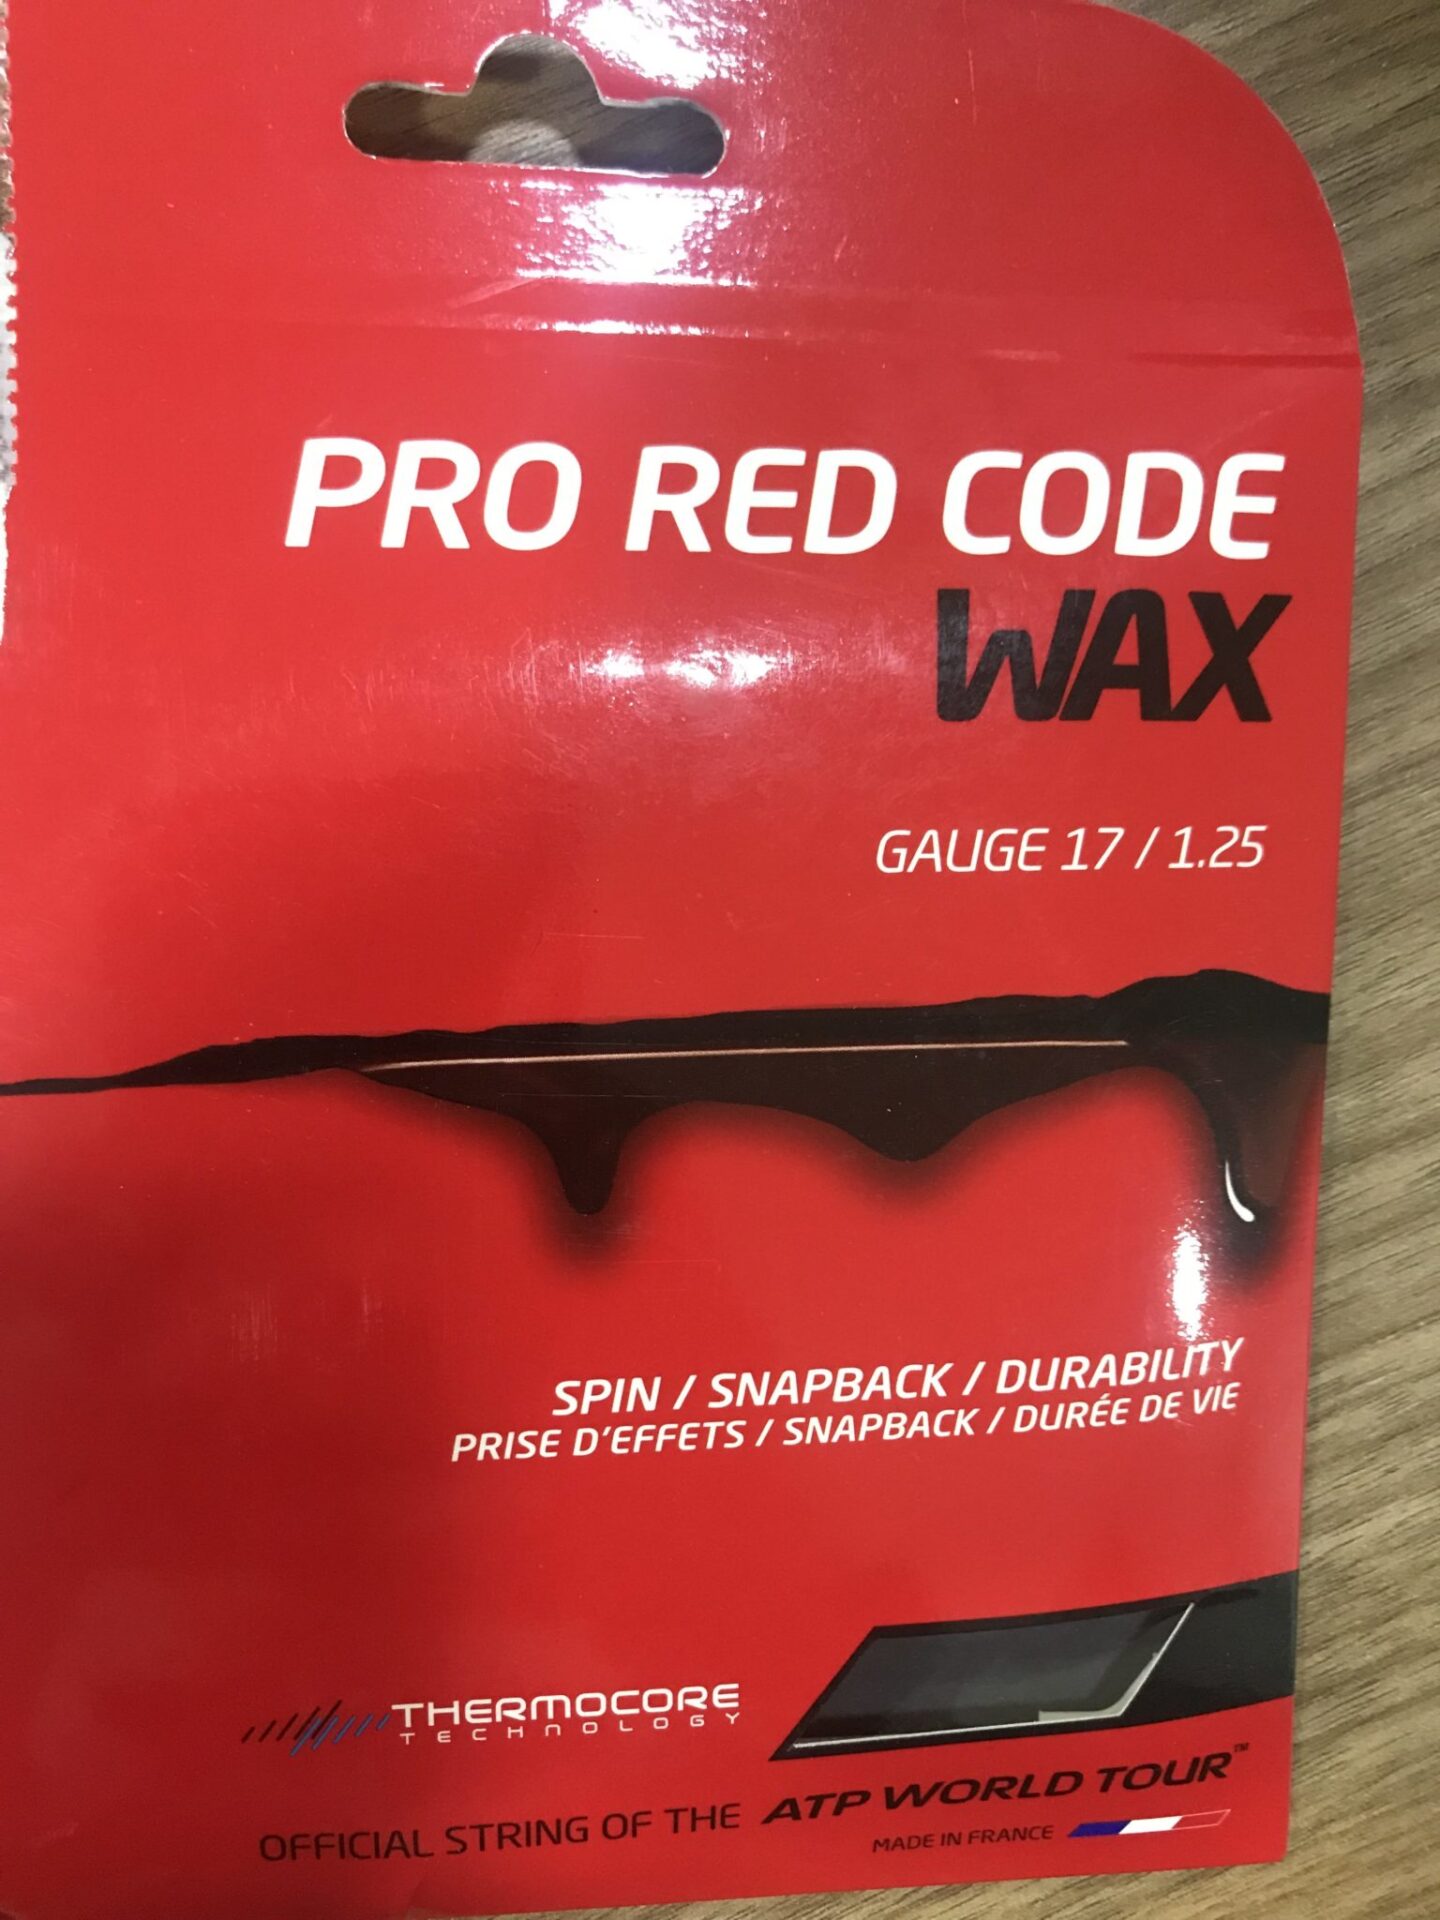 PRO RED CODE
WAX
GAUGE 17 / 1.25
SPIN / SNAPBACK / DURABILITY
PRISE D'EFFETS / SNAPBACK / DURÉE DE VIE
THERMOCORE
TECHNOLOGY
OFFICIAL STRING OF THE ATP WORLD TOUR™
MADE IN FRANCE